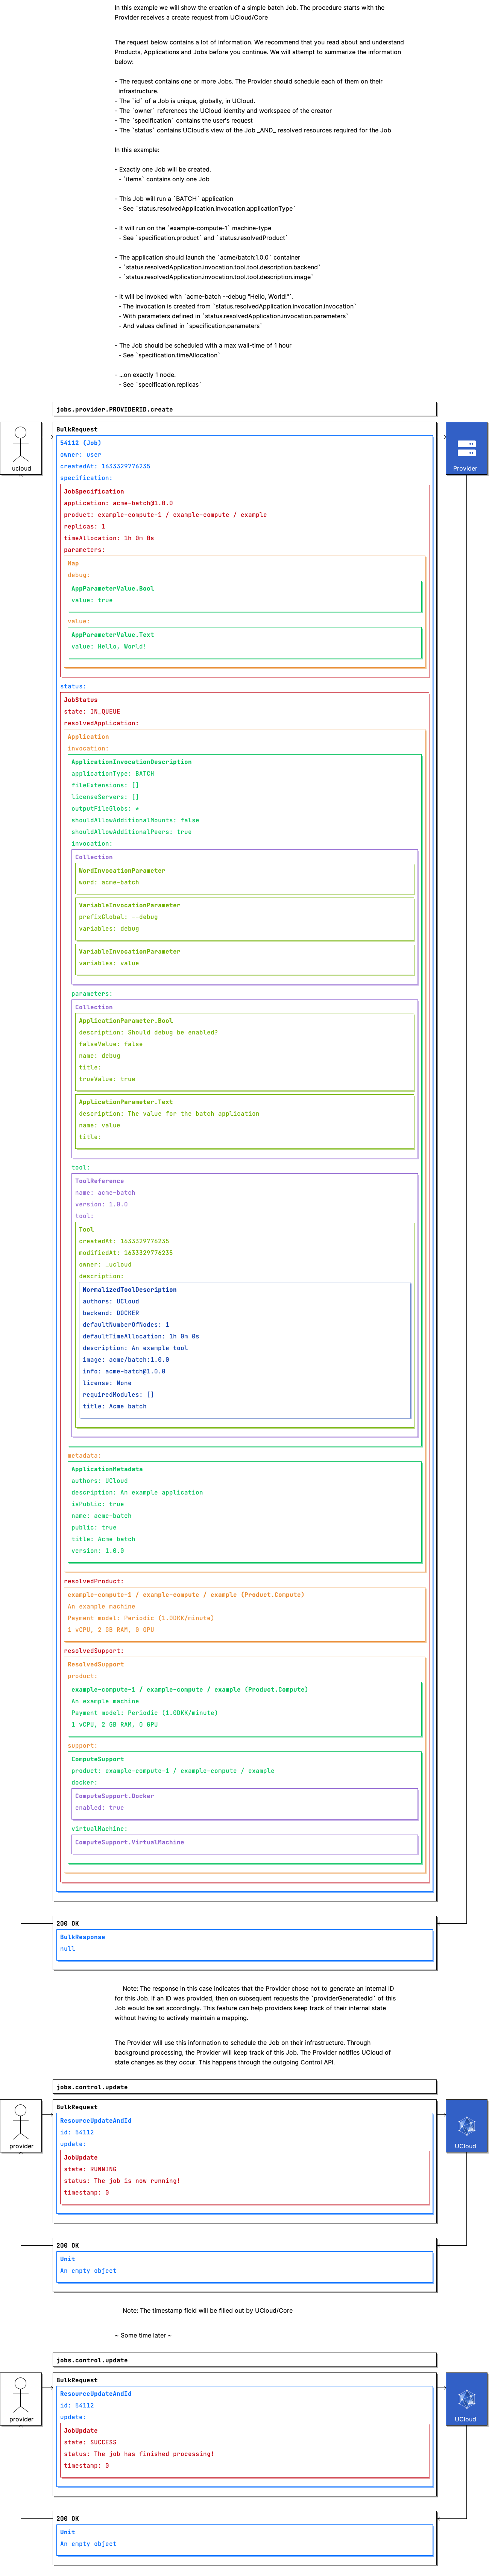 In this example we will show the creation of a simple batch Job. The procedure starts with the
Provider receives a create request from UCloud/Core
The request below contains a lot of information. We recommend that you read about and understand
Products, Applications and Jobs before you continue. We will attempt to summarize the information
below:
- The request contains one or more Jobs. The Provider should schedule each of them on their
infrastructure.
- The `id` of a Job is unique, globally, in UCloud.
- The `owner` references the UCloud identity and workspace of the creator
- The `specification` contains the user's request
- The `status` contains UCloud's view of the Job _AND_ resolved resources required for the Job
In this example:
- Exactly one Job will be created.
- `items` contains only one Job
- This Job will run a `BATCH` application
- See `status.resolvedApplication.invocation.applicationType`
- It will run on the `example-compute-1` machine-type
- See `specification.product` and `status.resolvedProduct`
- The application should launch the `acme/batch:1.0.0` container
- `status.resolvedApplication.invocation.tool.tool.description.backend`
- `status.resolvedApplication.invocation.tool.tool.description.image`
- It will be invoked with `acme-batch --debug "Hello, World!"`.
- The invocation is created from `status.resolvedApplication.invocation.invocation`
- With parameters defined in `status.resolvedApplication.invocation.parameters`
- And values defined in `specification.parameters`
- The Job should be scheduled with a max wall-time of 1 hour
- See `specification.timeAllocation`
- ...on exactly 1 node.
- See `specification.replicas`
jobs.provider.PROVIDERID.create
ucloud
Provider
BulkRequest
54112 (Job)
owner: user
createdAt: 1633329776235
specification:
JobSpecification
application: acme-batch@1.0.0
product: example-compute-1 / example-compute / example
replicas: 1
timeAllocation: 1h 0m 0s
parameters:
Map
debug:
AppParameterValue.Bool
value: true
value:
AppParameterValue.Text
value: Hello, World!
status:
JobStatus
state: IN_QUEUE
resolvedApplication:
Application
invocation:
ApplicationInvocationDescription
applicationType: BATCH
fileExtensions: []
licenseServers: []
outputFileGlobs: *
shouldAllowAdditionalMounts: false
shouldAllowAdditionalPeers: true
invocation:
Collection
WordInvocationParameter
word: acme-batch
VariableInvocationParameter
prefixGlobal: --debug
variables: debug
VariableInvocationParameter
variables: value
parameters:
Collection
ApplicationParameter.Bool
description: Should debug be enabled?
falseValue: false
name: debug
title:
trueValue: true
ApplicationParameter.Text
description: The value for the batch application
name: value
title:
tool:
ToolReference
name: acme-batch
version: 1.0.0
tool:
Tool
createdAt: 1633329776235
modifiedAt: 1633329776235
owner: _ucloud
description:
NormalizedToolDescription
authors: UCloud
backend: DOCKER
defaultNumberOfNodes: 1
defaultTimeAllocation: 1h 0m 0s
description: An example tool
image: acme/batch:1.0.0
info: acme-batch@1.0.0
license: None
requiredModules: []
title: Acme batch
metadata:
ApplicationMetadata
authors: UCloud
description: An example application
isPublic: true
name: acme-batch
public: true
title: Acme batch
version: 1.0.0
resolvedProduct:
example-compute-1 / example-compute / example (Product.Compute)
An example machine
Payment model: Periodic (1.0DKK/minute)
1 vCPU, 2 GB RAM, 0 GPU
resolvedSupport:
ResolvedSupport
product:
example-compute-1 / example-compute / example (Product.Compute)
An example machine
Payment model: Periodic (1.0DKK/minute)
1 vCPU, 2 GB RAM, 0 GPU
support:
ComputeSupport
product: example-compute-1 / example-compute / example
docker:
ComputeSupport.Docker
enabled: true
virtualMachine:
ComputeSupport.VirtualMachine
200 OK
BulkResponse
null
Note: The response in this case indicates that the Provider chose not to generate an internal ID
for this Job. If an ID was provided, then on subsequent requests the `providerGeneratedId` of this
Job would be set accordingly. This feature can help providers keep track of their internal state
without having to actively maintain a mapping.
The Provider will use this information to schedule the Job on their infrastructure. Through
background processing, the Provider will keep track of this Job. The Provider notifies UCloud of
state changes as they occur. This happens through the outgoing Control API.
jobs.control.update
provider
UCloud
BulkRequest
ResourceUpdateAndId
id: 54112
update:
JobUpdate
state: RUNNING
status: The job is now running!
timestamp: 0
200 OK
Unit
An empty object
Note: The timestamp field will be filled out by UCloud/Core
~ Some time later ~
jobs.control.update
provider
UCloud
BulkRequest
ResourceUpdateAndId
id: 54112
update:
JobUpdate
state: SUCCESS
status: The job has finished processing!
timestamp: 0
200 OK
Unit
An empty object